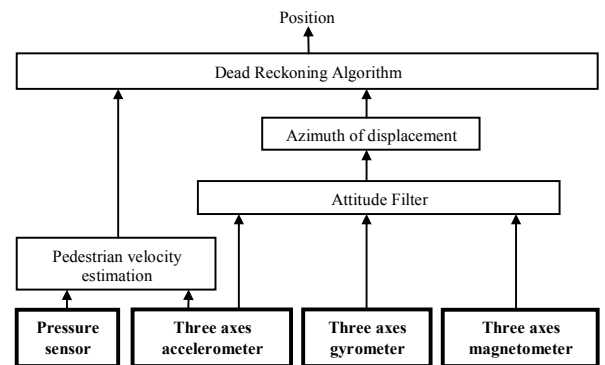 Position
Dead Reckoning Algorithm
Azimuth of displacement
Attitude Filter
Pedestrian velocity
estimation
Pressure
sensor
Three axes
accelerometer
Three axes
gyrometer
Three axes
magnetometer